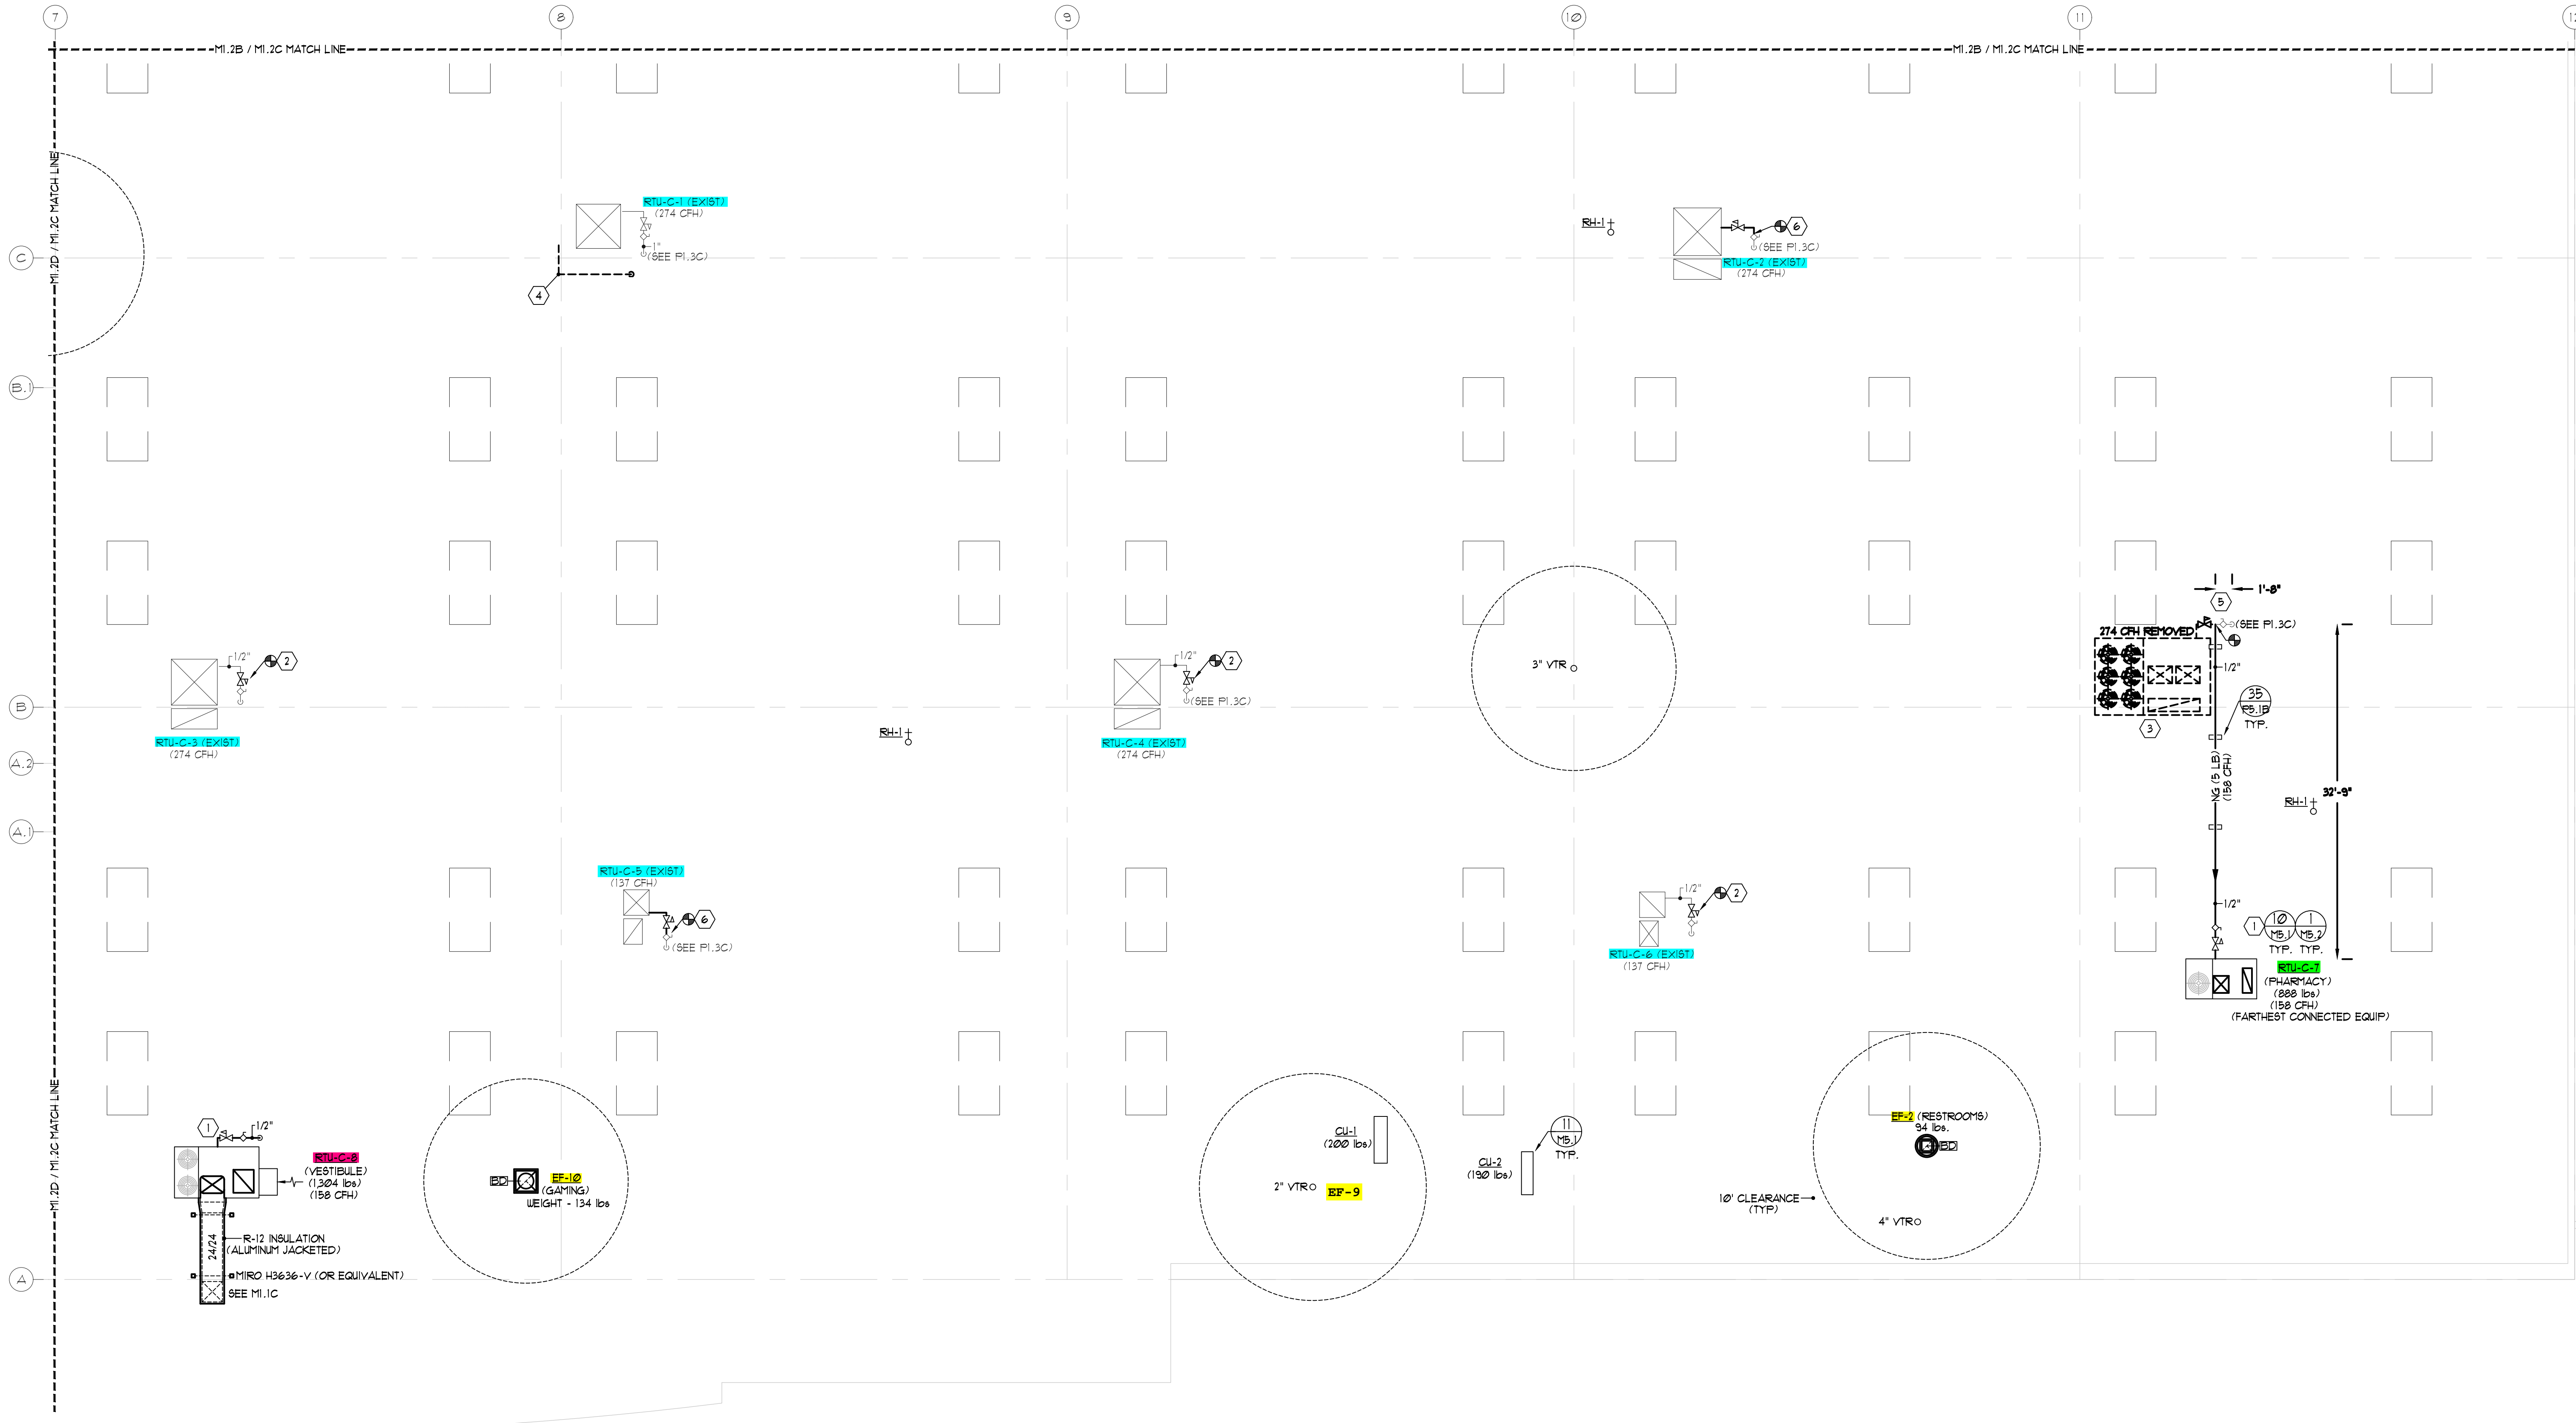 7
8
9
10
11
M1.2B / M1.2C MATCH LINE
M1.2B / M1.2C MATCH LINE
M1.2D / M1.2C MATCH LINE
RTU-C-1 (EXIST)
(274 CFH)
1"
(SEE P1.3C)
4
RH-1
6
(SEE P1.3C)
RTU-C-2 (EXIST)
(274 CFH)
C
B.1
1'-8"
5
274 CFH REMOVED
(SEE P1.3C)
1/2"
2
1/2"
2
(SEE P1.3C)
3" VTR
1/2"
35
P5.1B
TYP.
3
B
RTU-C-3 (EXIST)
(274 CFH)
RH-1
RTU-C-4 (EXIST)
(274 CFH)
A.2
NG (5 LB)
(158 CFH)
32'-9"
RH-1
A.1
RTU-C-5 (EXIST)
(137 CFH)
6
(SEE P1.3C)
1/2"
2
RTU-C-6 (EXIST)
(137 CFH)
1/2"
1
10
M5.1
TYP.
1
M5.2
TYP.
RTU-C-7
(PHARMACY)
(888 lbs)
(158 CFH)
(FARTHEST CONNECTED EQUIP)
M1.2D / M1.2C MATCH LINE
1
1/2"
RTU-C-8
(VESTIBULE)
(1,304 lbs)
(158 CFH)
BD
EF-10
(GAMING)
WEIGHT - 134 lbs
CU-1
(200 lbs)
2" VTR
EF-9
11
M5.1
TYP.
CU-2
(190 lbs)
EF-2 (RESTROOMS)
94 lbs.
BD
10' CLEARANCE
(TYP)
4" VTR
24/24
R-12 INSULATION
(ALUMINUM JACKETED)
MIRO H3636-V (OR EQUIVALENT)
SEE M1.1C
A